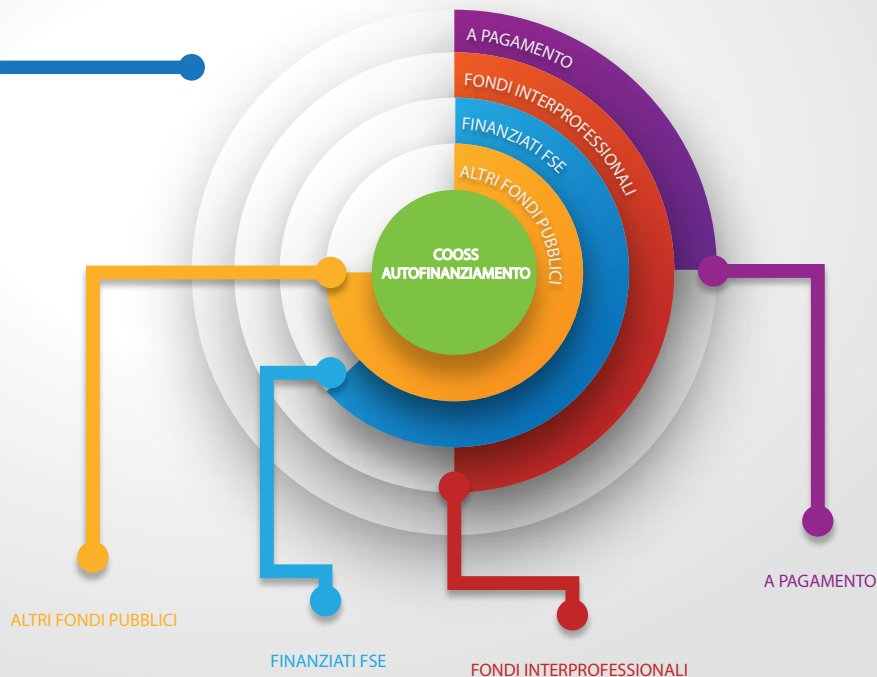 A PAGAMENTO
FONDI INTERPROFESSIONALI
FINANZIATI FSE
ALTRI FONDI PUBBLICI
COOSS
AUTOFINANZIAMENTO
A PAGAMENTO
ALTRI FONDI PUBBLICI
FINANZIATI FSE
FONDI INTERPROFESSIONALI